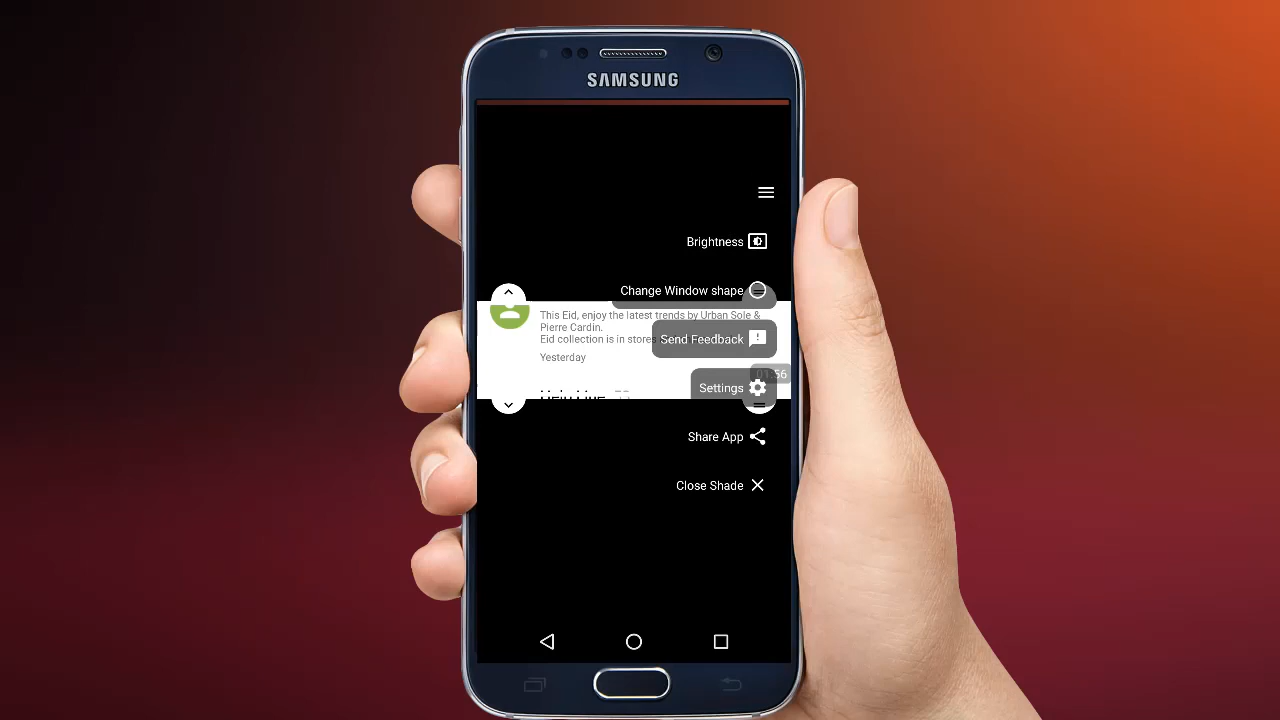 SAMSUNG
Brightness
Change Window shape
This Eid, enjoy the latest trends by Urban Sole &
Pierre Cardin.
Eid collection is in stores
Send Feedback
Yesterday
Settings
Share App
Close Shade